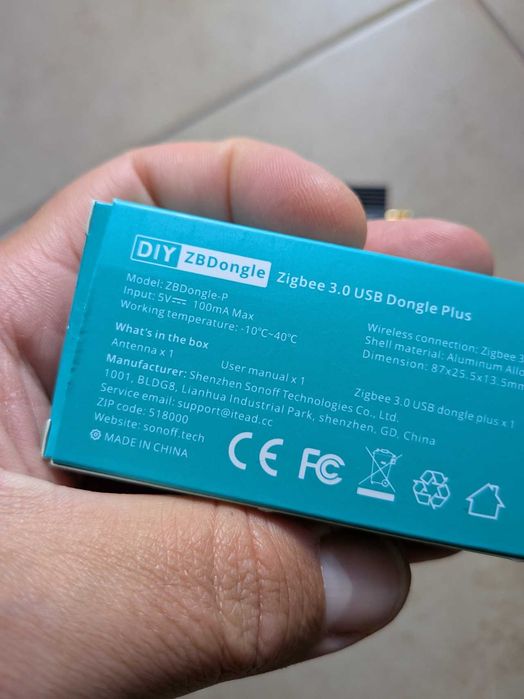 DIY ZBDongle Zigbee 3.0 USB Dongle Plus
Model: ZBDongle-P
Input: 5V⎓ 100mA Max
Working temperature: -10℃~40℃
Wireless connection: Zigbee 3
Shell material: Aluminum Allo
Dimension: 87x25.5x13.5mm
What's in the box
Antenna x 1
User manual x 1
Zigbee 3.0 USB dongle plus x 1
Manufacturer: Shenzhen Sonoff Technologies Co., Ltd.
1001, BLDG8, Lianhua Industrial Park, shenzhen, GD, China
Service email: support@itead.cc
ZIP code: 518000
Website: sonoff.tech
MADE IN CHINA
CE FC